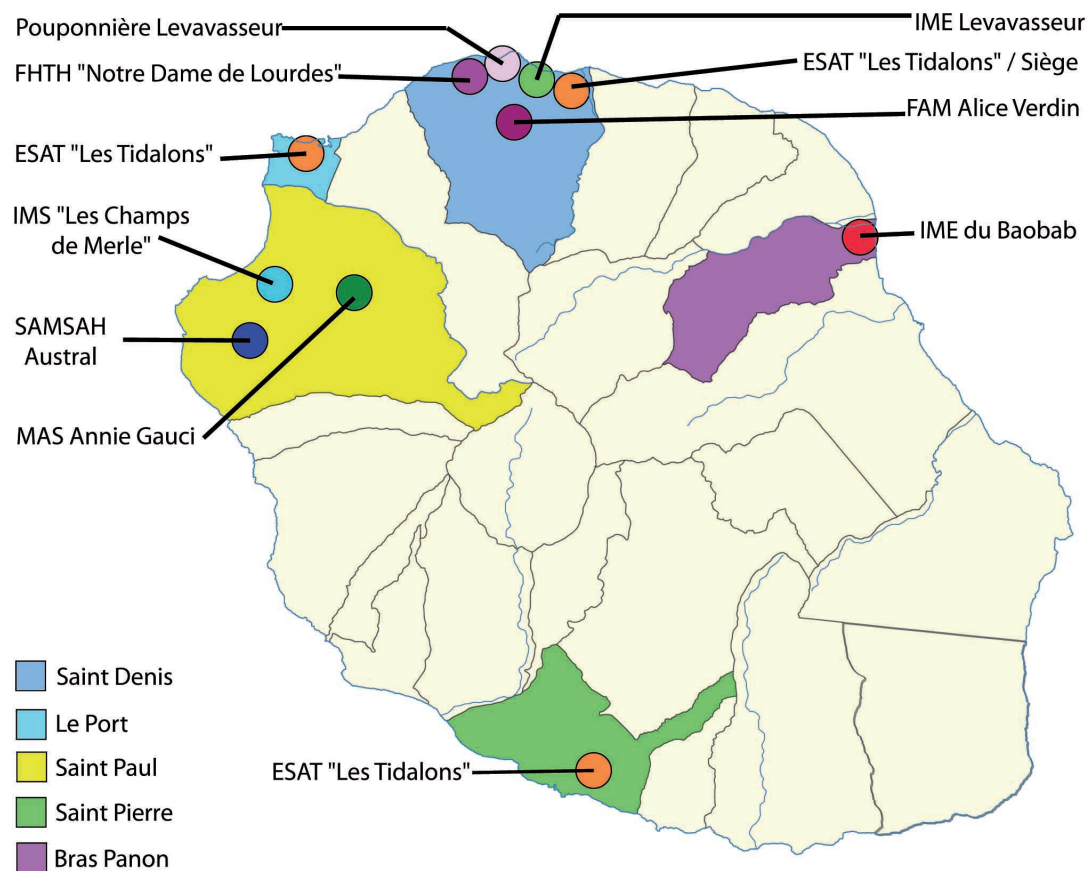 Pouponnière Levavasseur
FHTH "Notre Dame de Lourdes"
ESAT "Les Tidalons"
IMS "Les Champs
de Merle"
SAMSAH
Austral
MAS Annie Gauci
IME Levavasseur
ESAT "Les Tidalons" / Siège
FAM Alice Verdin
IME du Baobab
ESAT "Les Tidalons"
Saint Denis
Le Port
Saint Paul
Saint Pierre
Bras Panon